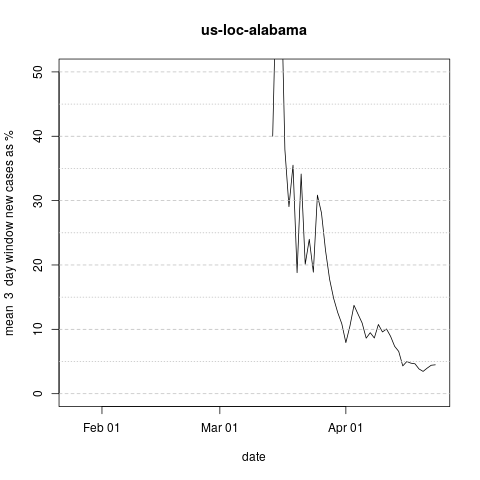 us-loc-alabama
mean 3 day window new cases as %
50
40
30
20
10
0
Feb 01
Mar 01
Apr 01
date